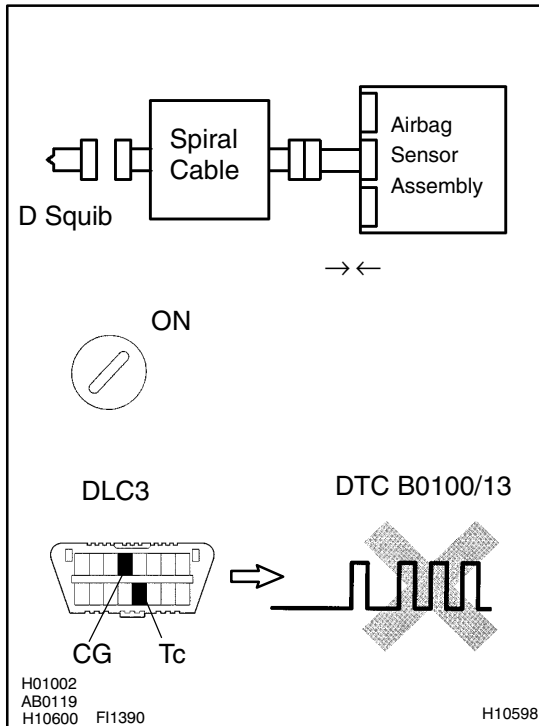 Spiral
Cable
Airbag
Sensor
Assembly
D Squib
ON
DLC3
DTC B0100/13
CG
Tc
H01002
AB0119
H10600 FI1390
H10598